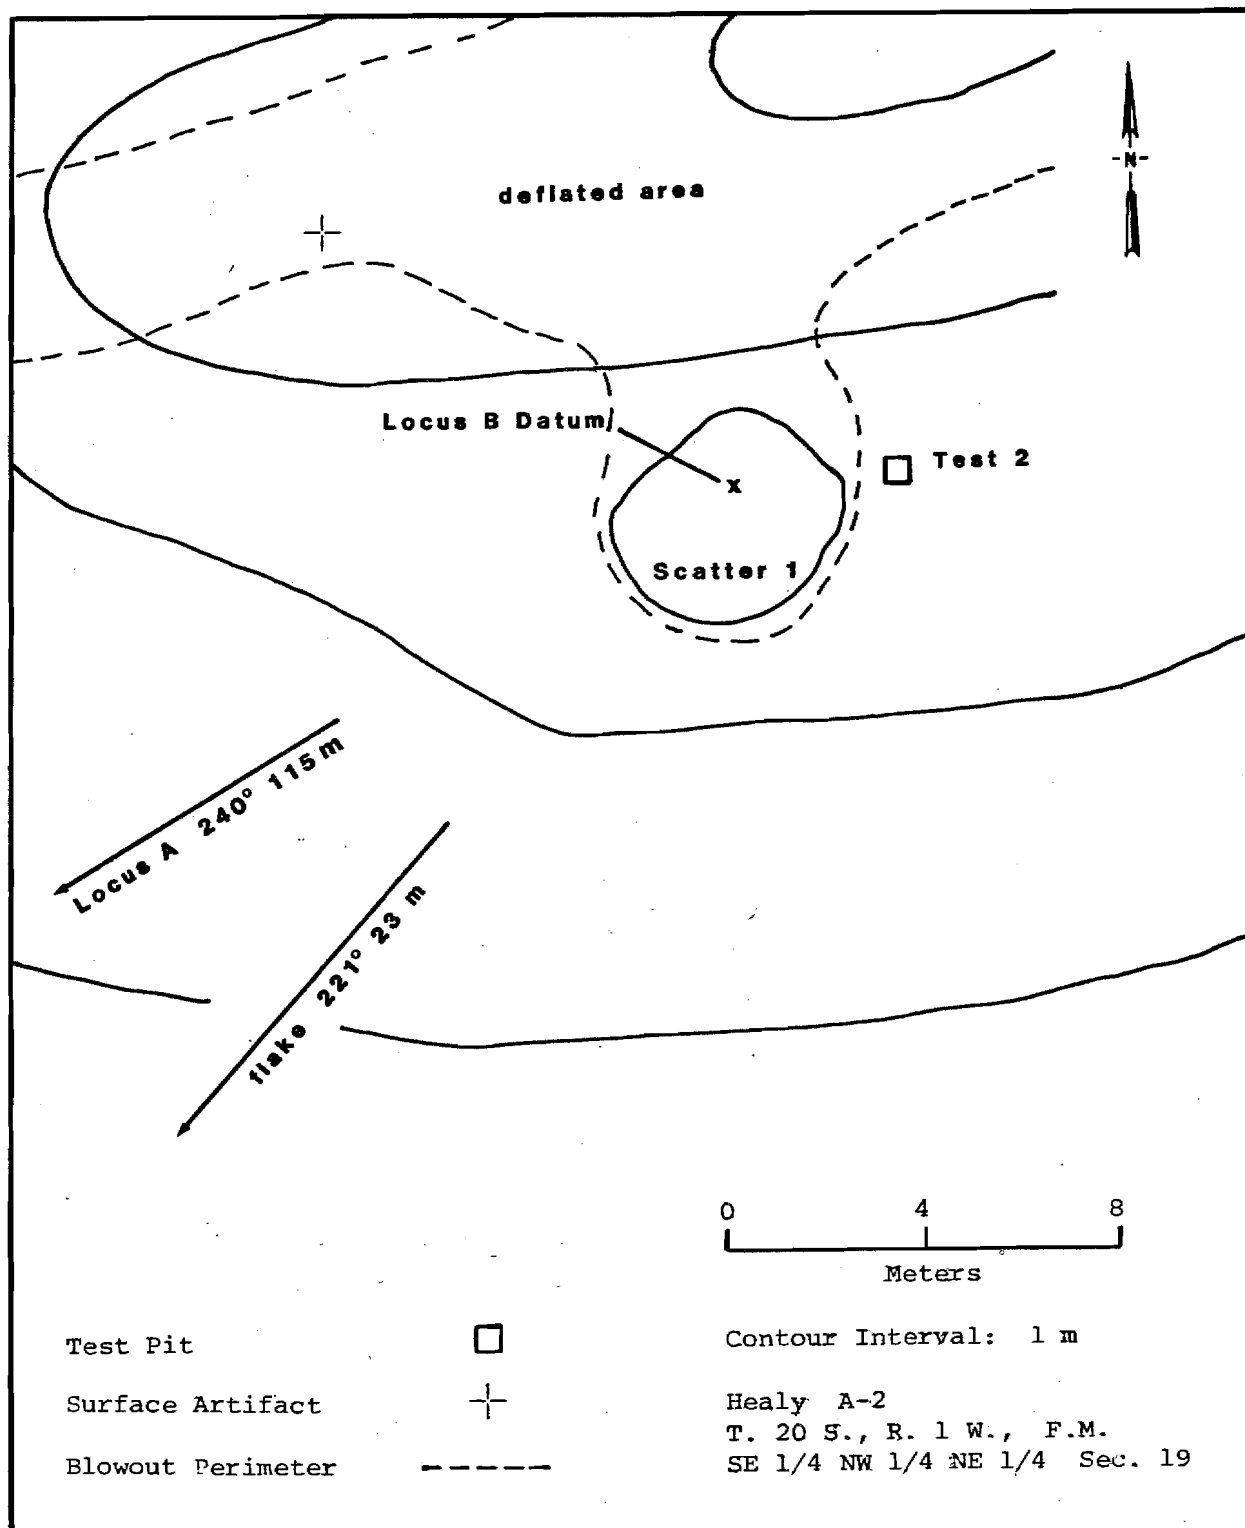 -N-
deflated area
Locus B Datum
Test 2
x
Scatter 1
Locus A 240° 115 m
flake 221° 23 m
0 4 8
Meters
Test Pit
Surface Artifact
Blowout Perimeter
Contour Interval: 1 m
Healy A-2
T. 20 S., R. 1 W., F.M.
SE 1/4 NW 1/4 NE 1/4 Sec. 19